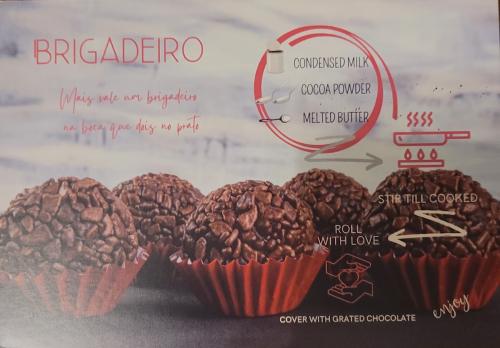 BRIGADEIRO
Mais vale um brigadeiro
na boca que dois no prato
CONDENSED MILK
COCOA POWDER
MELTED BUTTER
STIR TILL COOKED
ROLL
WITH LOVE
COVER WITH GRATED CHOCOLATE
enjoy